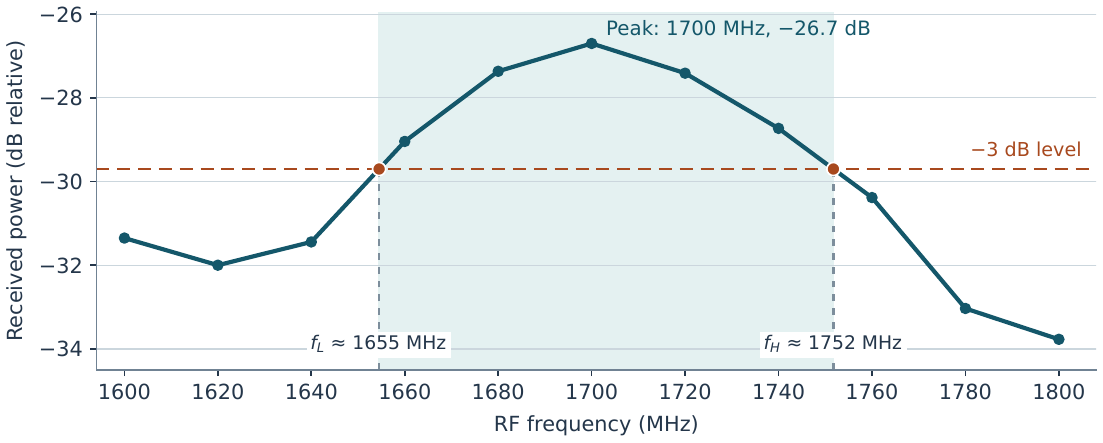 Peak: 1700 MHz, −26.7 dB
−3 dB level
Received power (dB relative)
−26
−28
−30
−32
−34
f_L ≈ 1655 MHz
f_H ≈ 1752 MHz
1600 1620 1640 1660 1680 1700 1720 1740 1760 1780 1800
RF frequency (MHz)